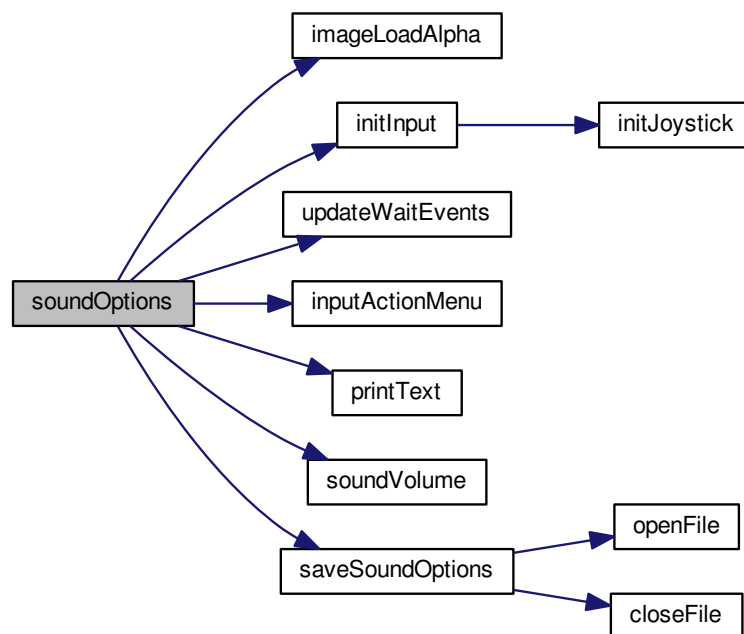 imageLoadAlpha
initInput
initJoystick
updateWaitEvents
soundOptions
inputActionMenu
printText
soundVolume
openFile
saveSoundOptions
closeFile